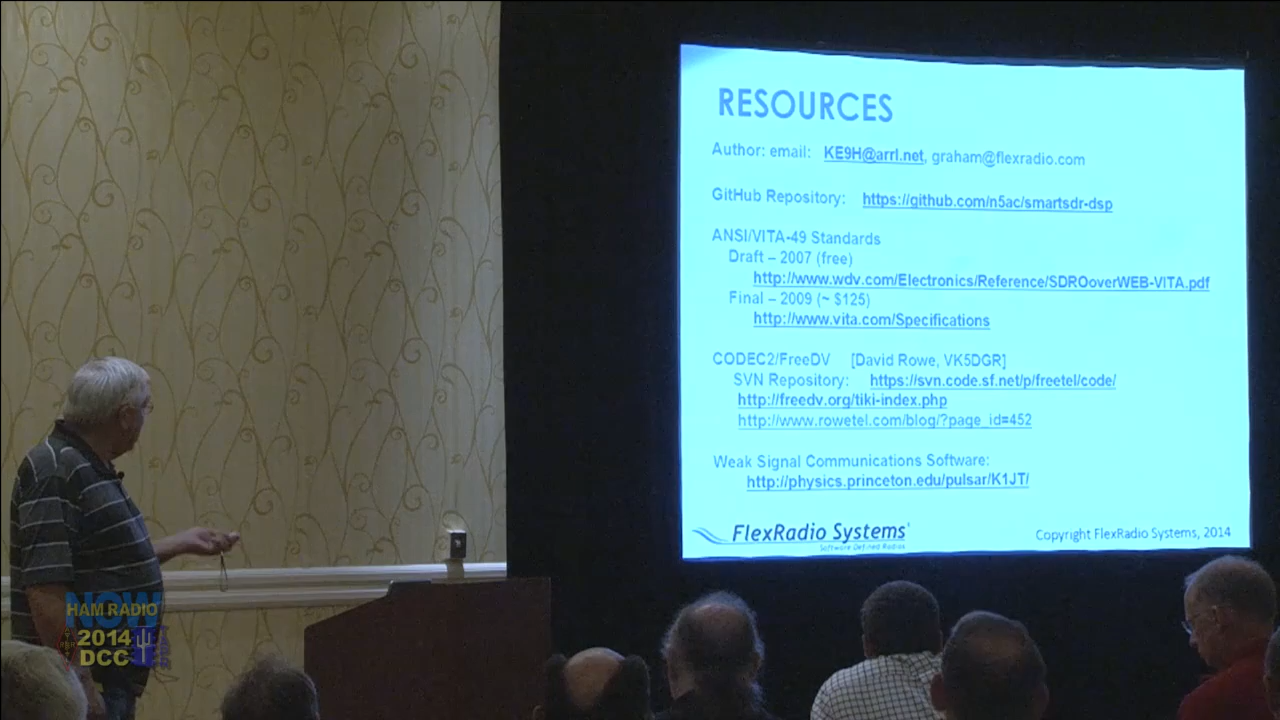 RESOURCES
Author: email: KE9H@arrl.net, graham@flexradio.com
GitHub Repository: https://github.com/n5ac/smartsdr-dsp
ANSI/VITA-49 Standards
Draft – 2007 (free)
http://www.wdv.com/Electronics/Reference/SDROoverWEB-VITA.pdf
Final – 2009 (~ $125)
http://www.vita.com/Specifications
CODEC2/FreeDV [David Rowe, VK5DGR]
SVN Repository: https://svn.code.sf.net/p/freetel/code/
http://freedv.org/tiki-index.php
http://www.rowetel.com/blog/?page_id=452
Weak Signal Communications Software:
http://physics.princeton.edu/pulsar/K1JT/
FlexRadio Systems
Software Defined Radios
Copyright FlexRadio Systems, 2014
HAM RADIO
NOW
2014
DCC